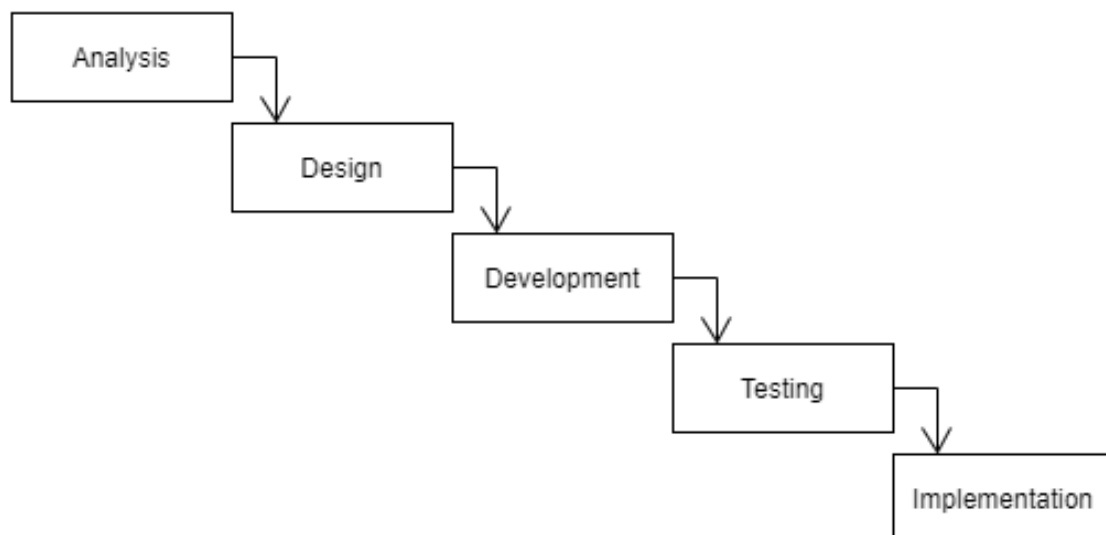 Analysis
Design
Development
Testing
Implementation